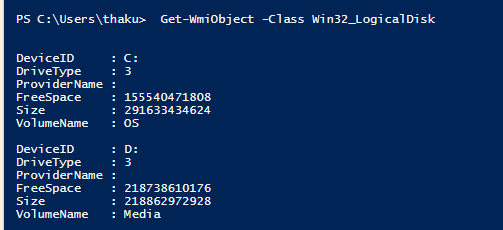 PS C:\Users\thaku>  Get-WmiObject -Class Win32_LogicalDisk
DeviceID     : C:
DriveType    : 3
ProviderName :
FreeSpace    : 155540471808
Size         : 291633434624
VolumeName   : OS
DeviceID     : D:
DriveType    : 3
ProviderName :
FreeSpace    : 218738610176
Size         : 218862972928
VolumeName   : Media